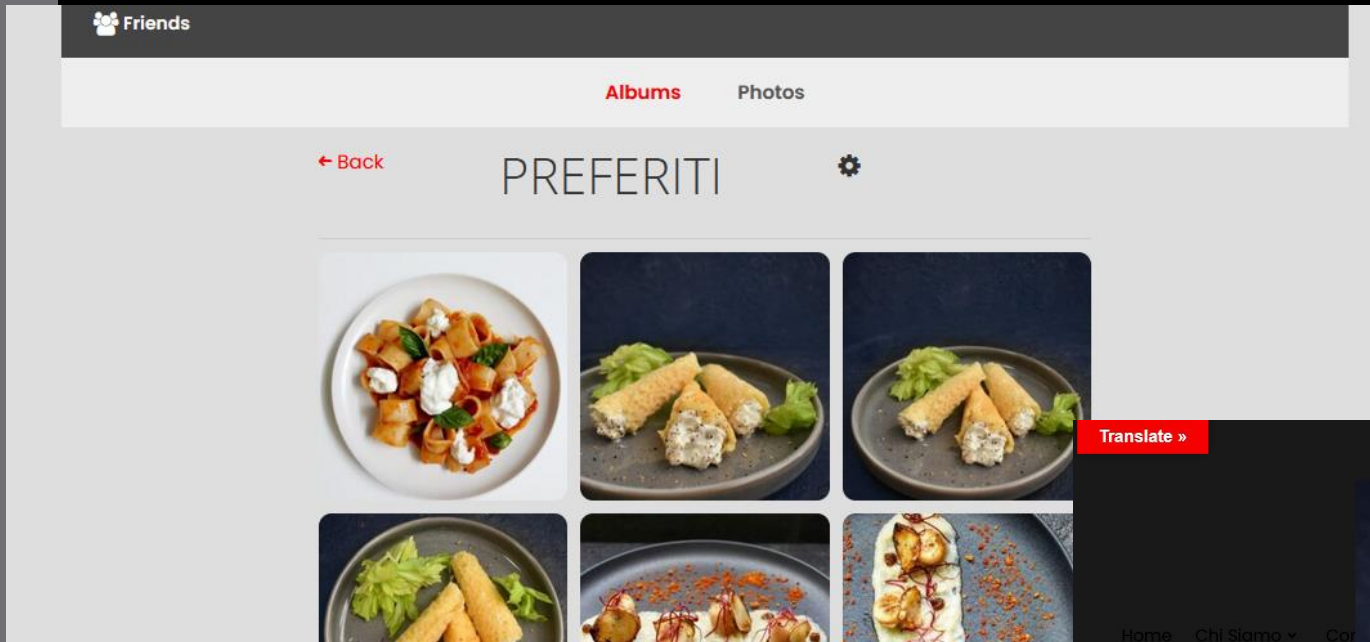 Friends
Albums Photos
← Back
PREFERITI
Translate »
Home Chi Siamo